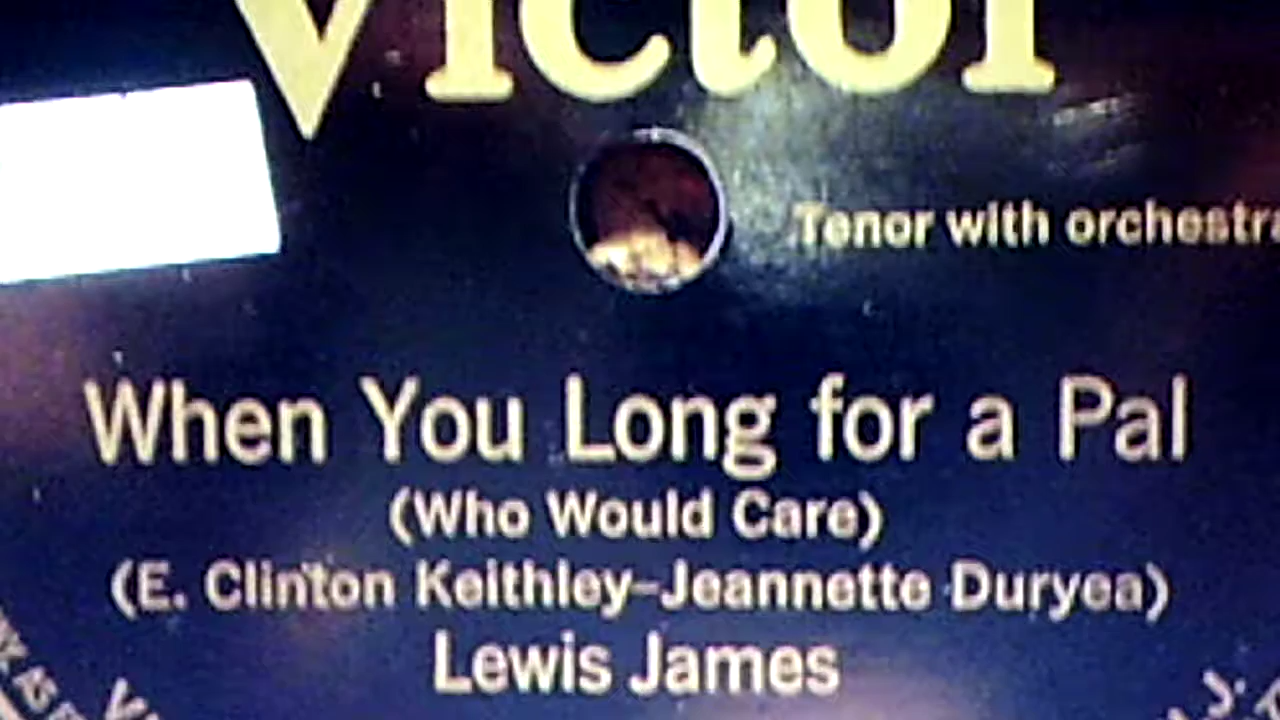 Victor
Tenor with orchestra
When You Long for a Pal
(Who Would Care)
(E. Clinton Keithley-Jeannette Duryea)
Lewis James